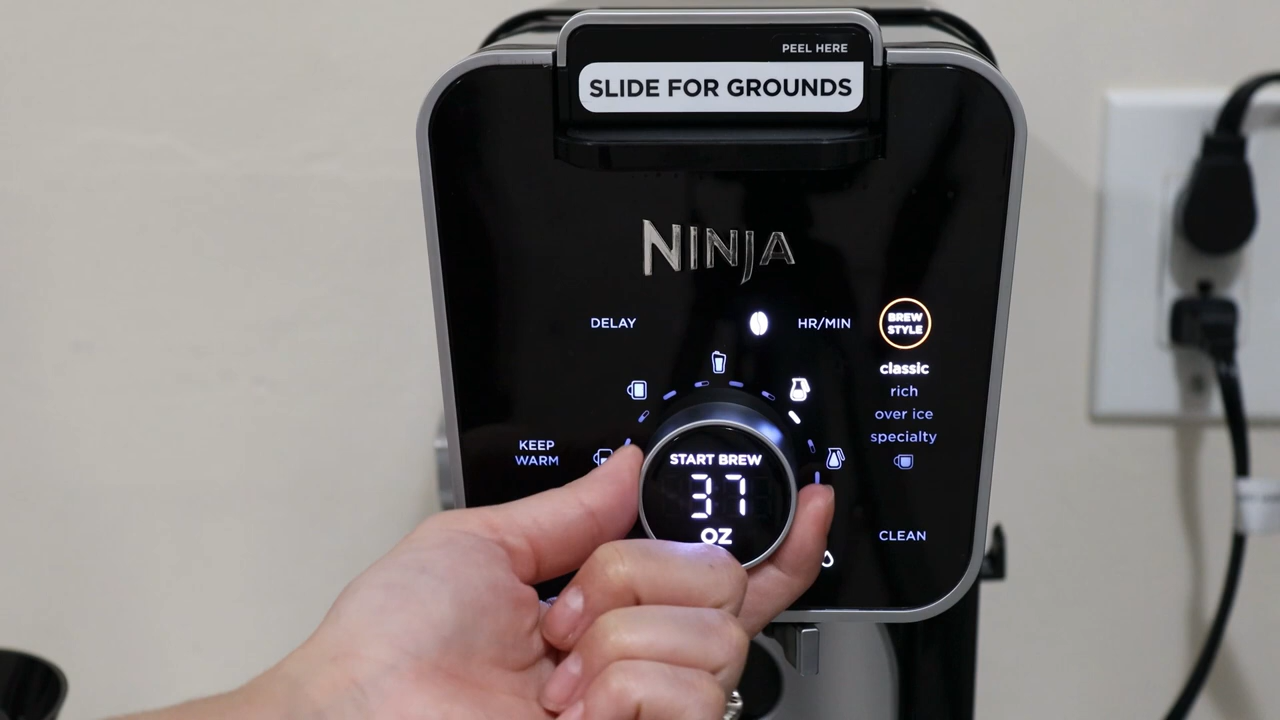 PEEL HERE
SLIDE FOR GROUNDS
NINJA
DELAY
HR/MIN
BREW
STYLE
classic
rich
over ice
specialty
KEEP
WARM
START BREW
37
OZ
CLEAN